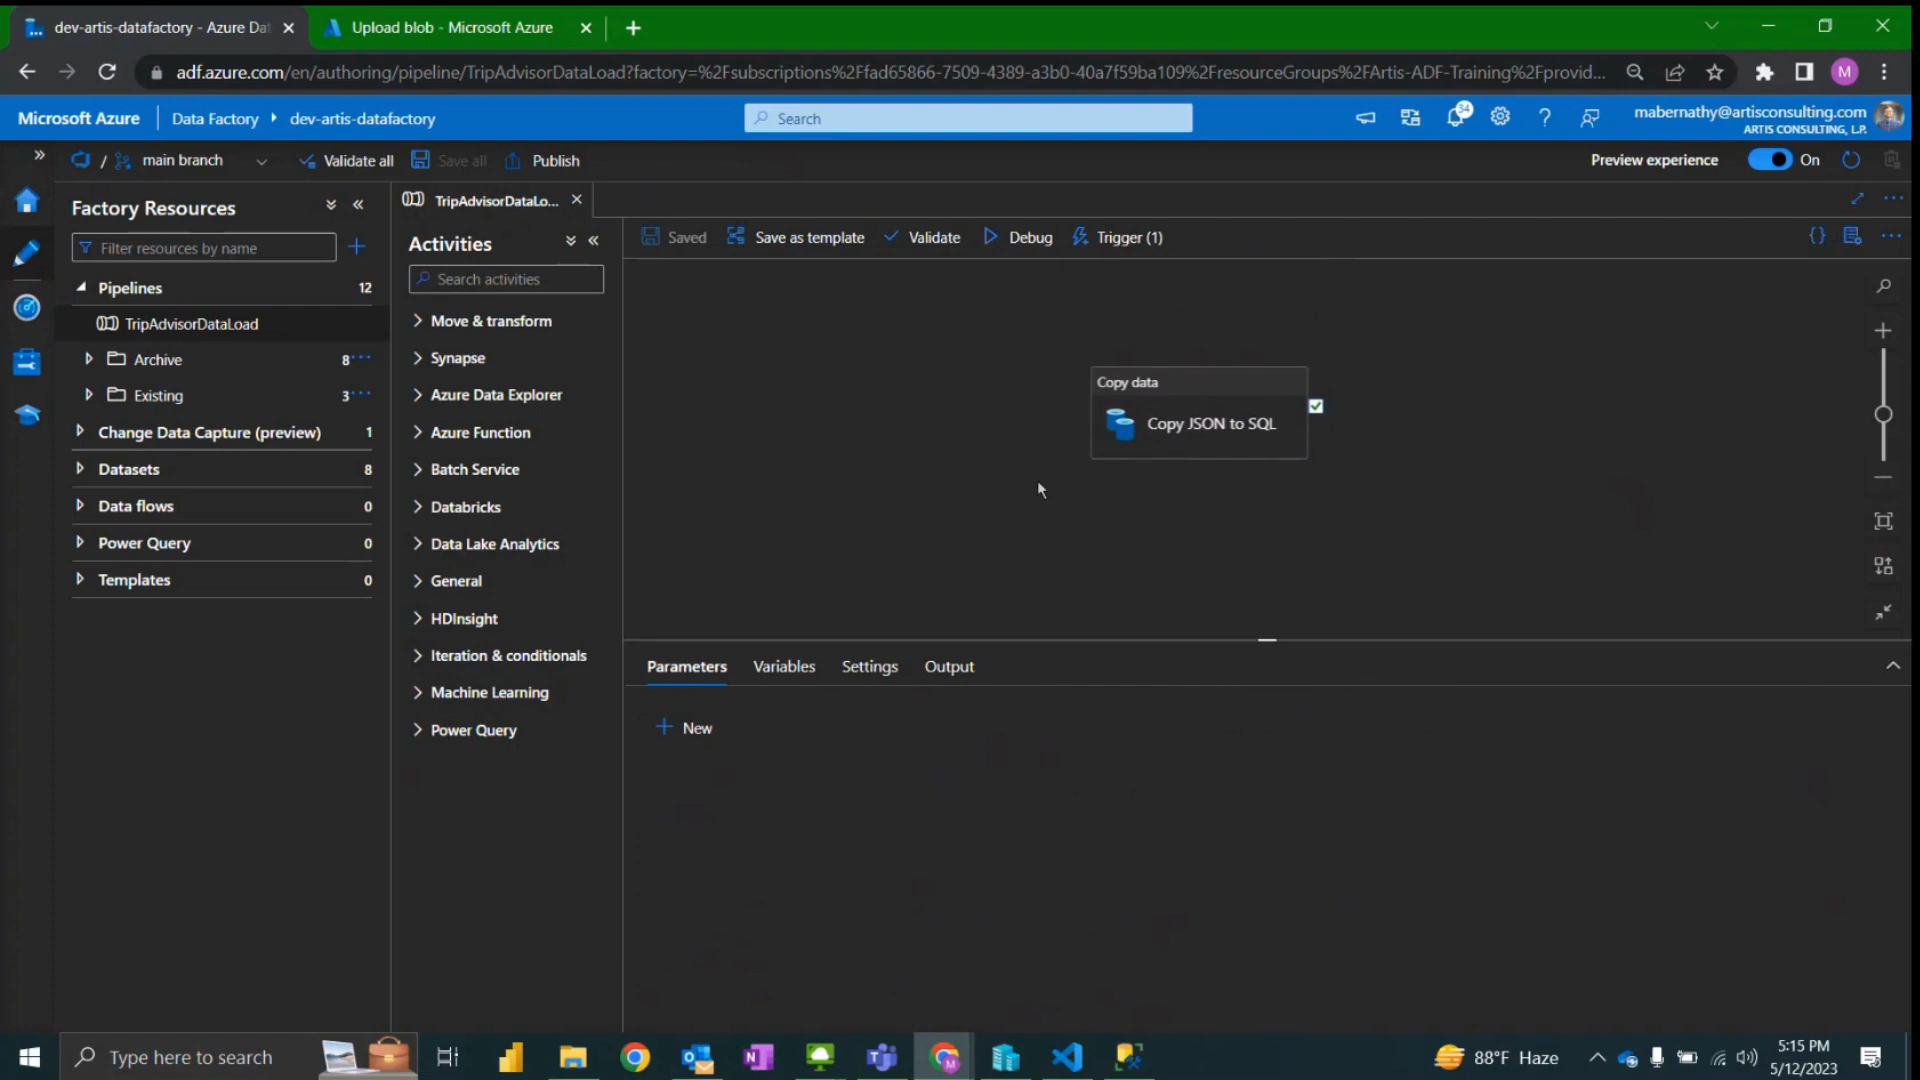 dev-artis-datafactory - Azure Dat
Upload blob - Microsoft Azure
adf.azure.com/en/authoring/pipeline/TripAdvisorDataLoad?factory=%2Fsubscriptions%2Ffad65866-7509-4389-a3b0-40a7f59ba109%2FresourceGroups%2FArtis-ADF-Training%2Fprovid...
M
Microsoft Azure
Data Factory
dev-artis-datafactory
Search
34
mabernathy@artisconsulting.com
ARTIS CONSULTING, L.P.
/
main branch
Validate all
Save all
Publish
Preview experience
On
Factory Resources
Filter resources by name
Pipelines 12
TripAdvisorDataLoad
Archive 8
Existing 3
Change Data Capture (preview) 1
Datasets 8
Data flows 0
Power Query 0
Templates 0
TripAdvisorDataLo...
Activities
Search activities
Move & transform
Synapse
Azure Data Explorer
Azure Function
Batch Service
Databricks
Data Lake Analytics
General
HDInsight
Iteration & conditionals
Machine Learning
Power Query
Saved
Save as template
Validate
Debug
Trigger (1)
{}
Copy data
Copy JSON to SQL
Parameters
Variables
Settings
Output
New
Type here to search
88°F Haze
5:15 PM
5/12/2023